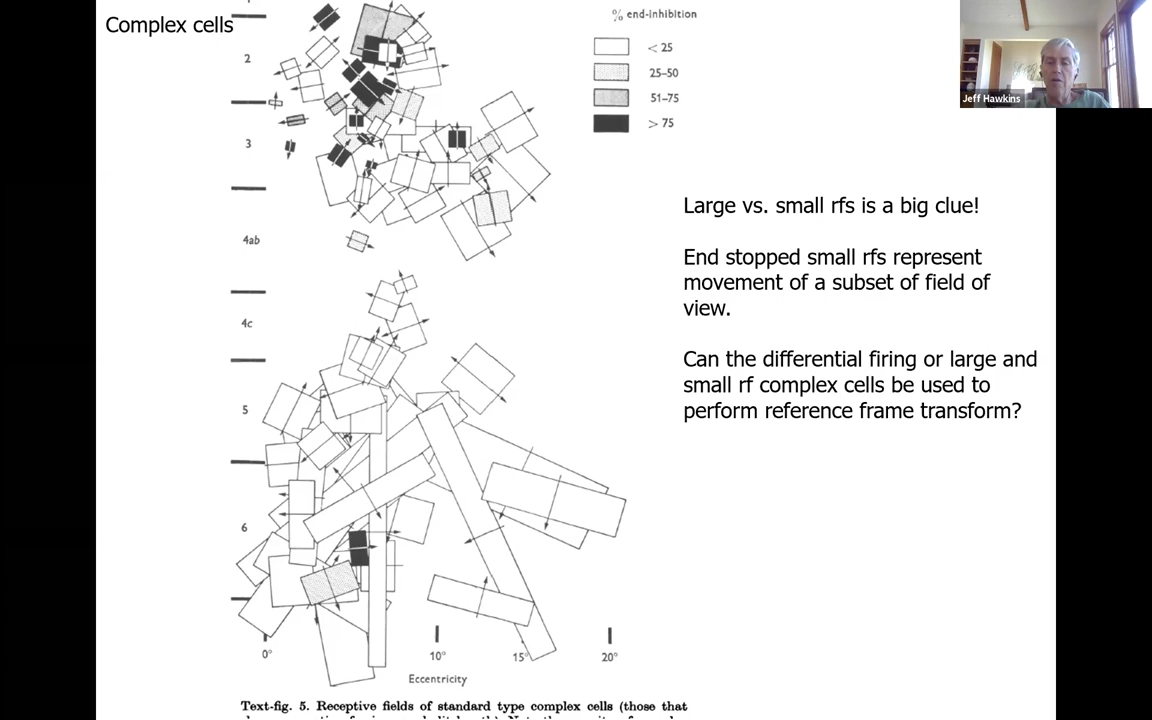 Complex cells
% end-inhibition
< 25
25–50
51–75
> 75
Jeff Hawkins
2
3
4ab
4c
5
6
Large vs. small rfs is a big clue!
End stopped small rfs represent
movement of a subset of field of
view.
Can the differential firing or large and
small rf complex cells be used to
perform reference frame transform?
0°
10°
15°
20°
Eccentricity
Text-fig. 5. Receptive fields of standard type complex cells (those that